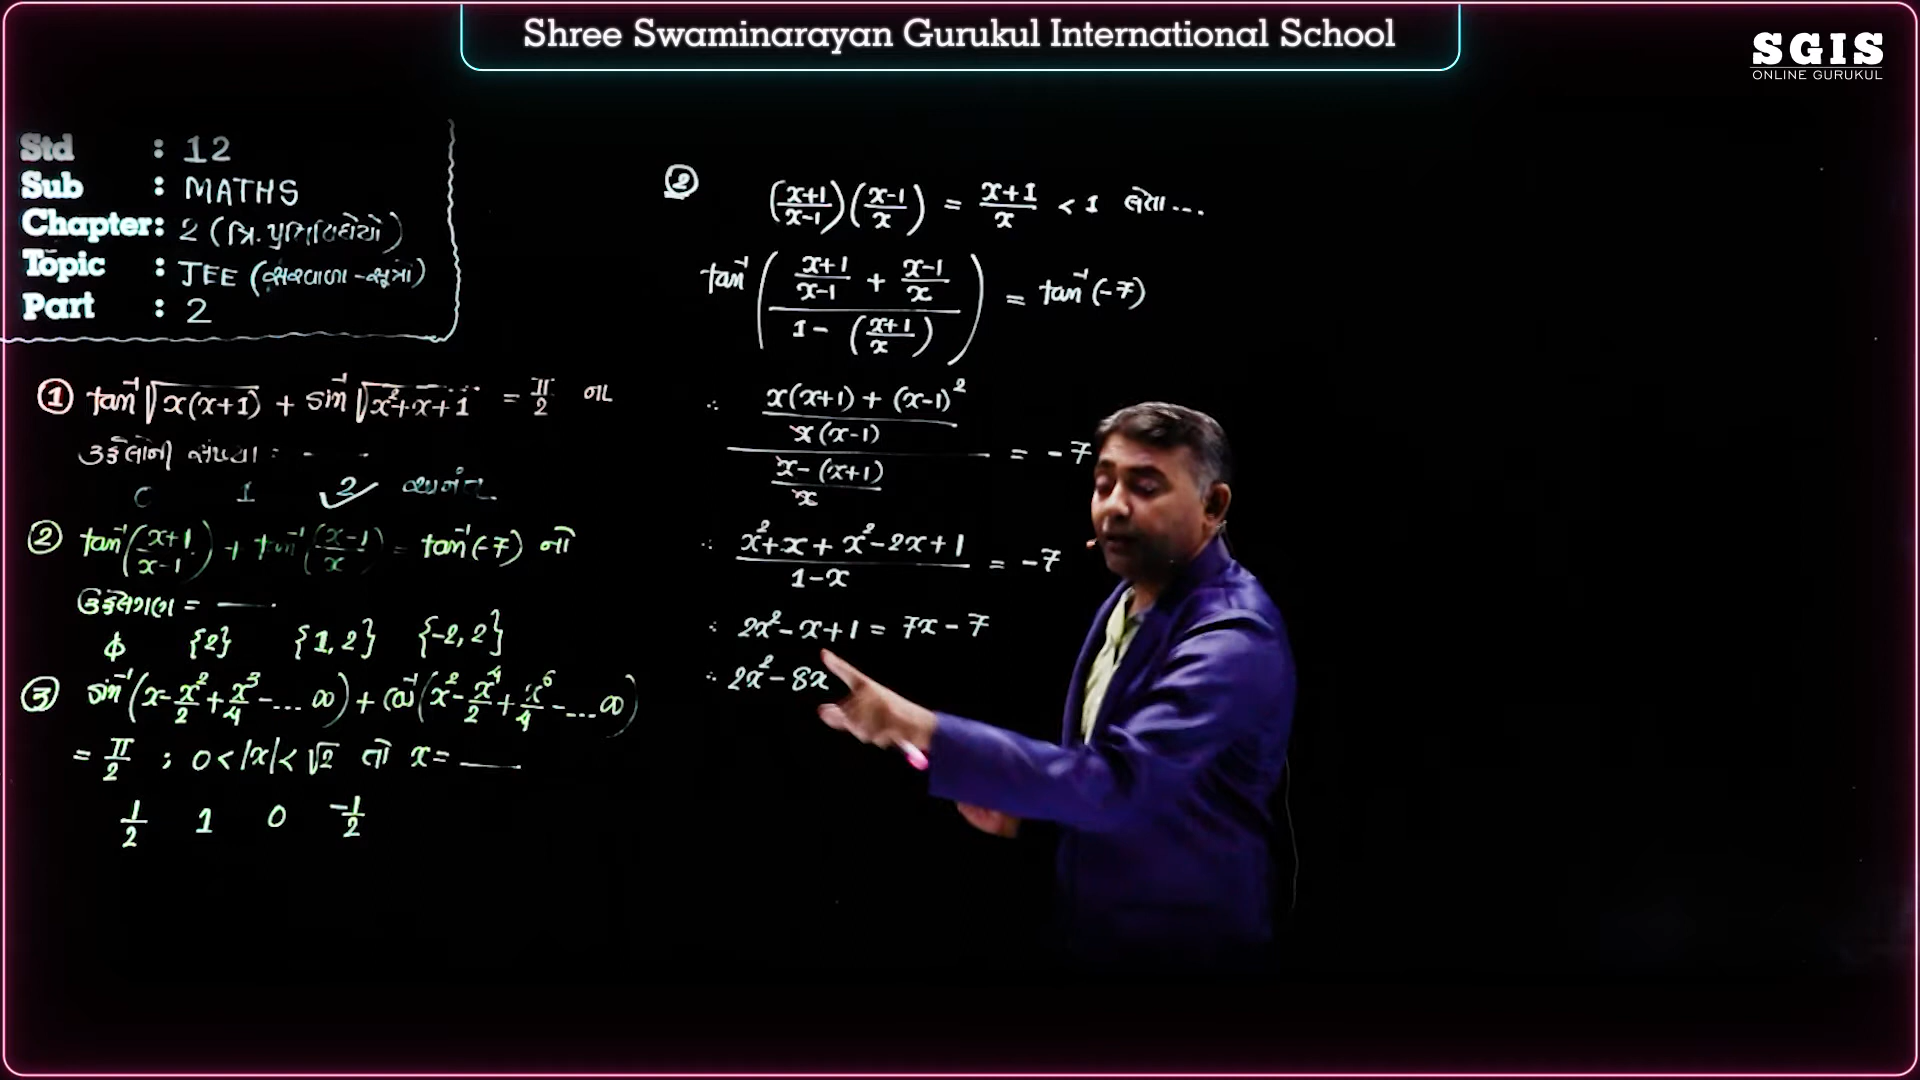 Shree Swaminarayan Gurukul International School
SGIS
ONLINE GURUKUL
Std : 12
Sub : MATHS
Chapter: 2 (ત્રિ. પ્રતિવિધેયો)
Topic : JEE (સરવાળા-સૂત્રો)
Part : 2
① tan⁻¹√(x(x+1)) + sin⁻¹√(x²+x+1) = π/2 ના
ઉકેલોની સંખ્યા = ----
0 1 2 ✓ અનંત
② tan⁻¹((x+1)/(x-1)) + tan⁻¹((x-1)/x) = tan⁻¹(-7) નો
ઉકેલગણ = ——
ϕ {2} {1,2} {-2,2}
③ sin⁻¹(x - x²/2 + x³/4 - .... ∞) + cos⁻¹(x² - x⁴/2 + x⁶/4 - .... ∞)
= π/2 ; 0 < |x| < √2 તો x = ——
1/2 1 0 -1/2
② ((x+1)/(x-1)) ((x-1)/x) = (x+1)/x < 1 લેતા...
tan⁻¹( ((x+1)/(x-1) + (x-1)/x) / (1 - ((x+1)/x)) ) = tan⁻¹(-7)
∴ ((x(x+1) + (x-1)²) / (x(x-1))) / ((x-(x+1))/x) = -7
∴ (x²+x+x²-2x+1)/(1-x) = -7
∴ 2x²-x+1 = 7x-7
∴ 2x²-8x